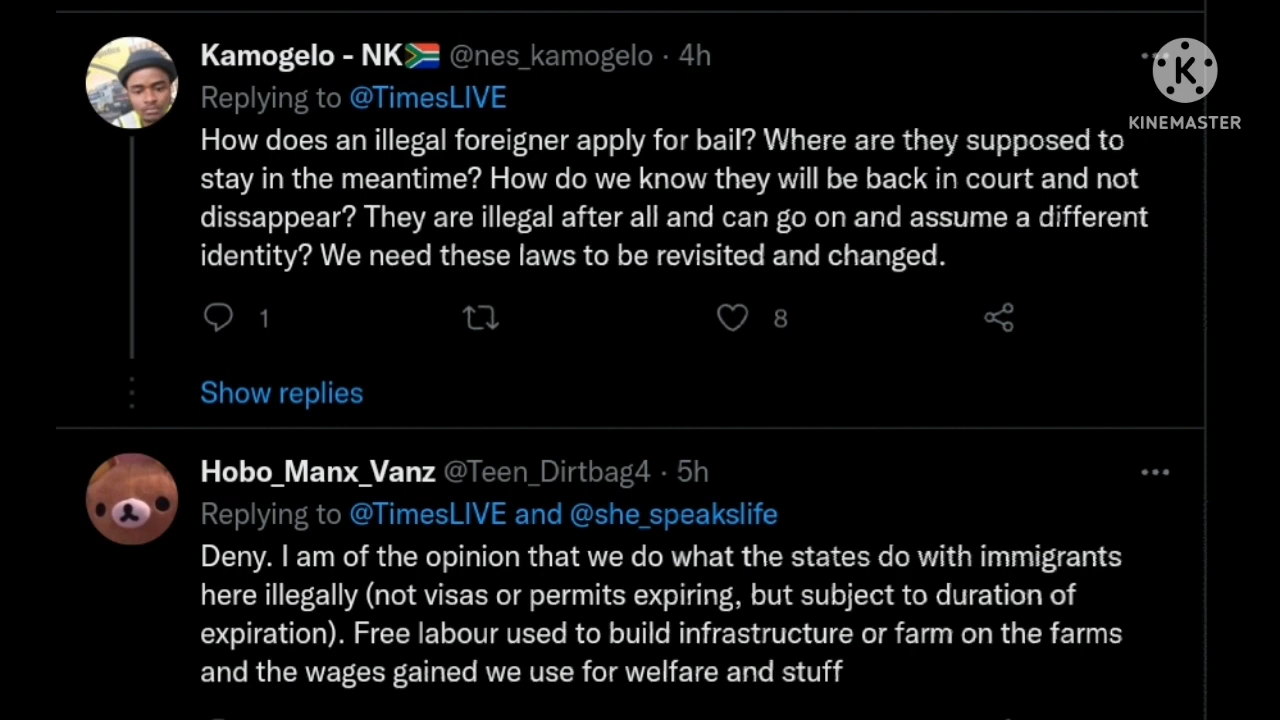 Kamogelo - NK🇿🇦 @nes_kamogelo · 4h
Replying to @TimesLIVE
How does an illegal foreigner apply for bail? Where are they supposed to
stay in the meantime? How do we know they will be back in court and not
dissappear? They are illegal after all and can go on and assume a different
identity? We need these laws to be revisited and changed.
1 8
Show replies
K
KINEMASTER
Hobo_Manx_Vanz @Teen_Dirtbag4 · 5h
Replying to @TimesLIVE and @she_speakslife
Deny. I am of the opinion that we do what the states do with immigrants
here illegally (not visas or permits expiring, but subject to duration of
expiration). Free labour used to build infrastructure or farm on the farms
and the wages gained we use for welfare and stuff